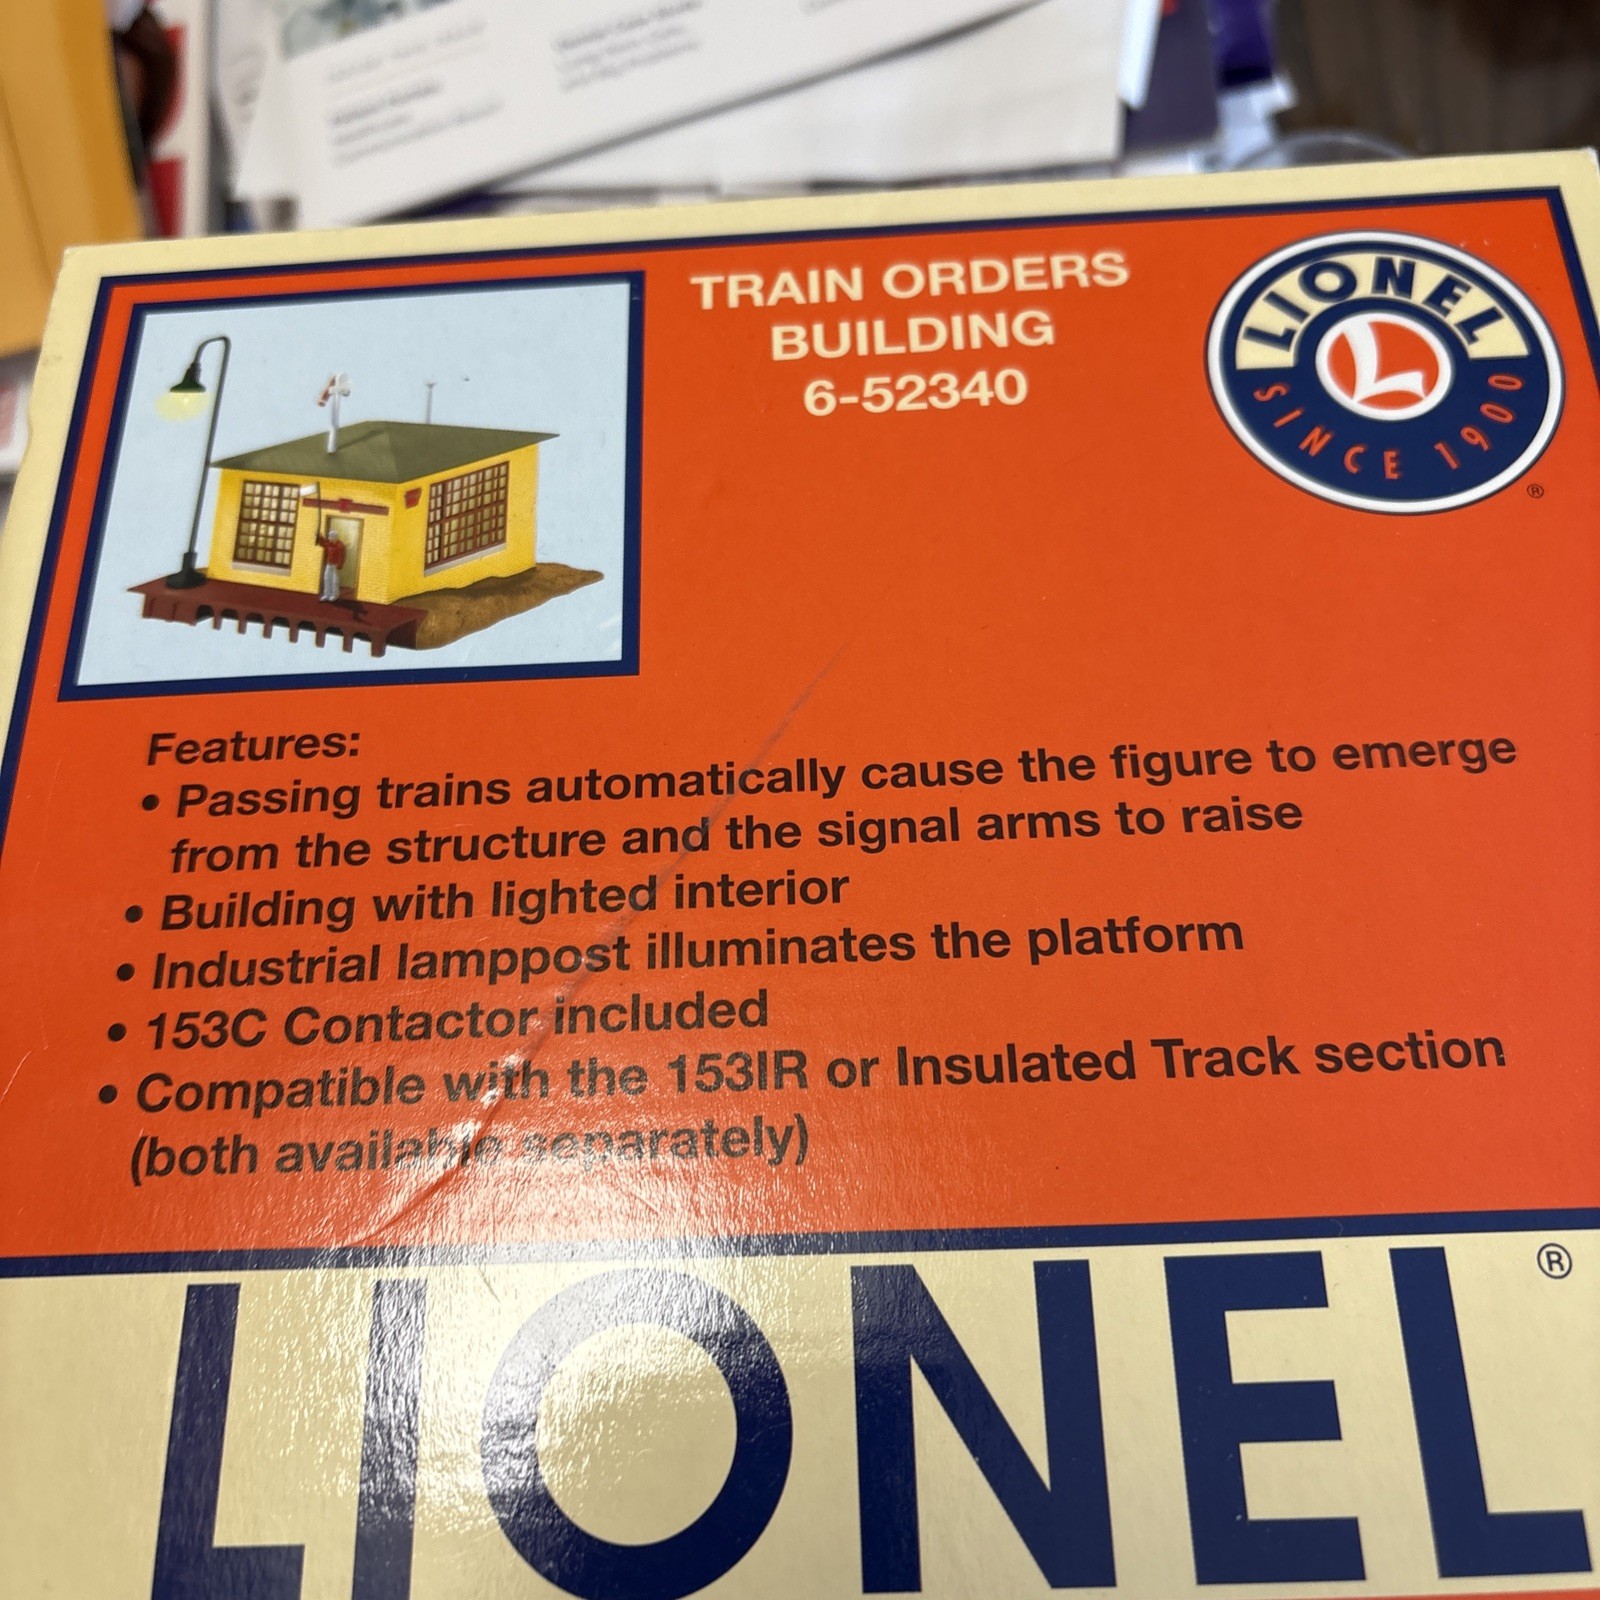 TRAIN ORDERS
BUILDING
6-52340
LIONEL
L
SINCE 1900
®
Features:
• Passing trains automatically cause the figure to emerge
from the structure and the signal arms to raise
• Building with lighted interior
• Industrial lamppost illuminates the platform
• 153C Contactor included
• Compatible with the 153IR or Insulated Track section
(both available separately)
LIONEL
®